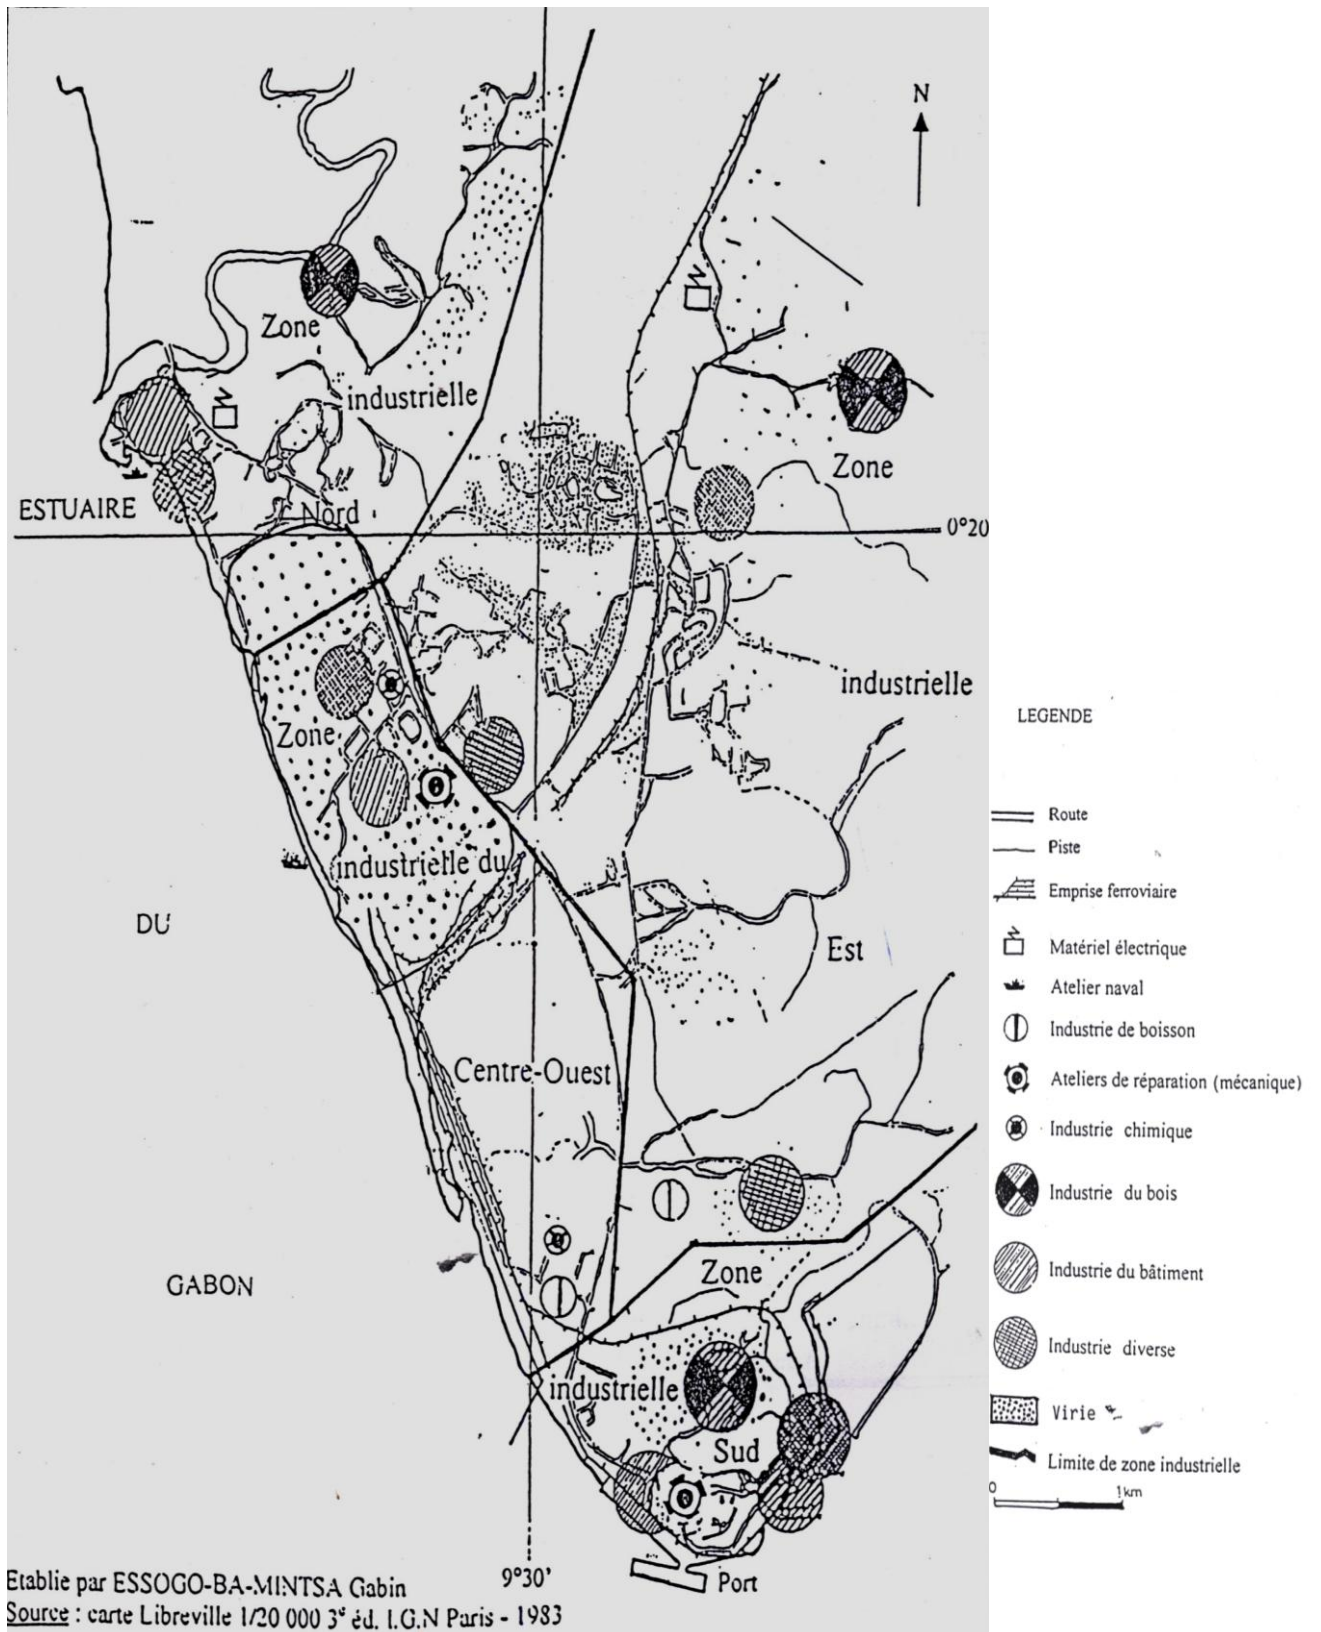 N
Zone
industrielle
Zone
ESTUAIRE
Nord
0°20
industrielle
Zone
industrielle du
DU
Est
Centre-Ouest
GABON
Zone
industrielle
Sud
9°30'
Port
Etablie par ESSOGO-BA-MINTSA Gabin
Source : carte Libreville 1/20 000 3e éd. I.G.N Paris - 1983
LEGENDE
Route
Piste
Emprise ferroviaire
Matériel électrique
Atelier naval
Industrie de boisson
Ateliers de réparation (mécanique)
Industrie chimique
Industrie du bois
Industrie du bâtiment
Industrie diverse
Virie
Limite de zone industrielle
0 1km